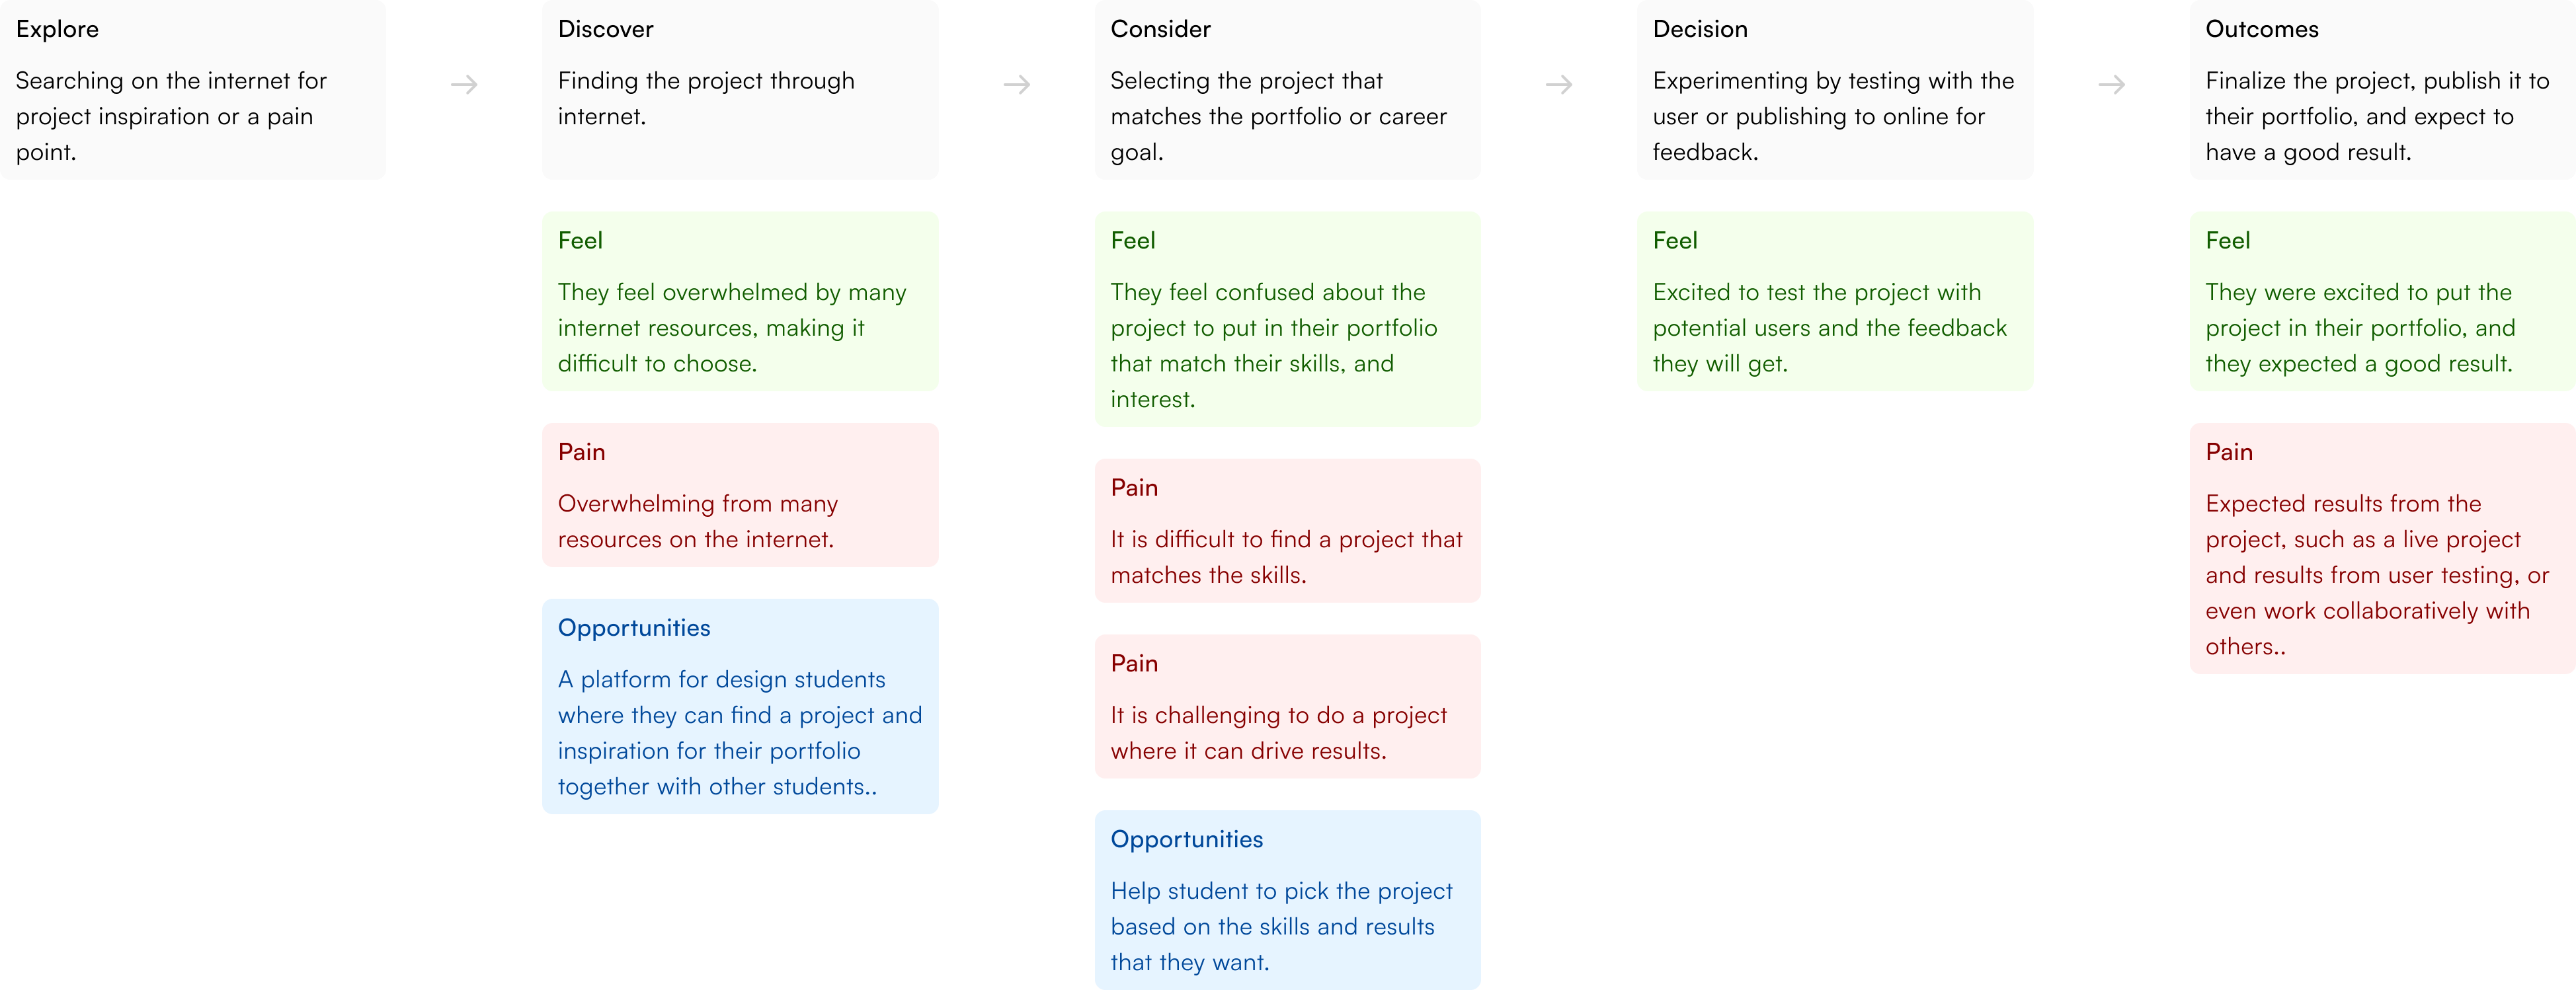 Explore
Searching on the internet for
project inspiration or a pain
point.
Discover
Finding the project through
internet.
Feel
They feel overwhelmed by many
internet resources, making it
difficult to choose.
Pain
Overwhelming from many
resources on the internet.
Opportunities
A platform for design students
where they can find a project and
inspiration for their portfolio
together with other students..
Consider
Selecting the project that
matches the portfolio or career
goal.
Feel
They feel confused about the
project to put in their portfolio
that match their skills, and
interest.
Pain
It is difficult to find a project that
matches the skills.
Pain
It is challenging to do a project
where it can drive results.
Opportunities
Help student to pick the project
based on the skills and results
that they want.
Decision
Experimenting by testing with the
user or publishing to online for
feedback.
Feel
Excited to test the project with
potential users and the feedback
they will get.
Outcomes
Finalize the project, publish it to
their portfolio, and expect to
have a good result.
Feel
They were excited to put the
project in their portfolio, and
they expected a good result.
Pain
Expected results from the
project, such as a live project
and results from user testing, or
even work collaboratively with
others..